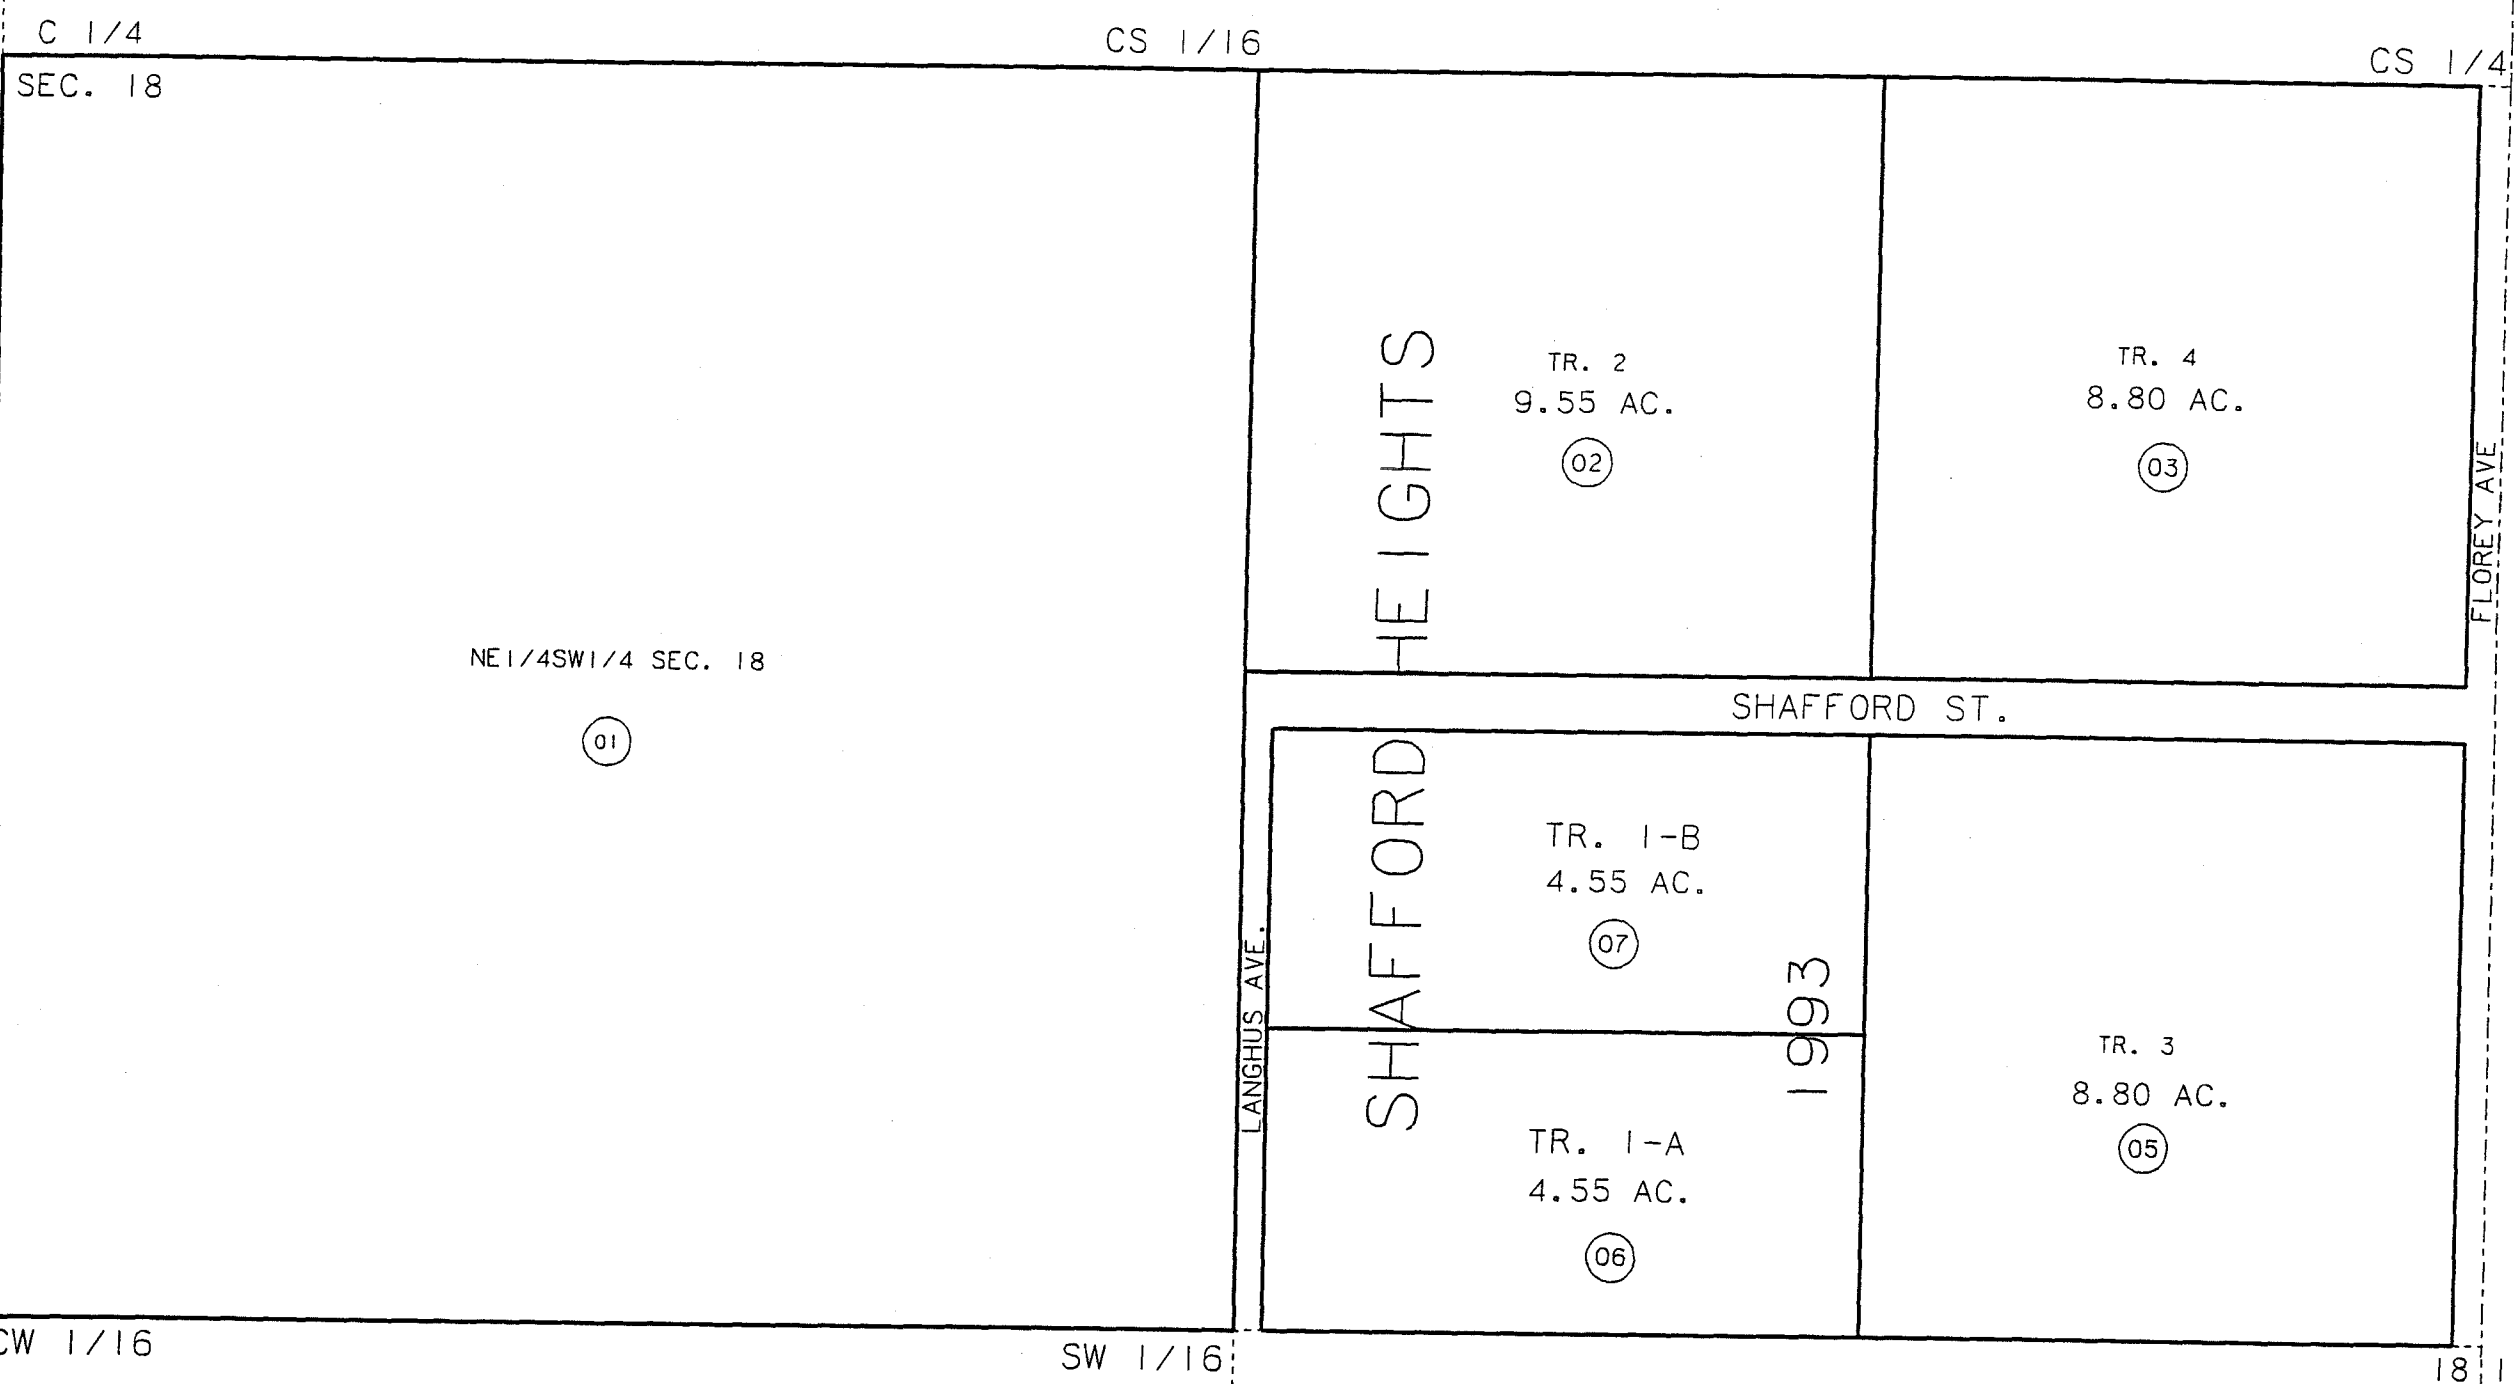 C 1/4
CS 1/16
CS 1/4
SEC. 18
TR. 2
9.55 AC.
02
TR. 4
8.80 AC.
03
FLOREY AVE
NE1/4SW1/4 SEC. 18
01
SHAFFORD HEIGHTS
SHAFFORD ST.
TR. 1-B
4.55 AC.
07
1993
LANGHUS AVE.
TR. 3
8.80 AC.
05
TR. 1-A
4.55 AC.
06
CW 1/16
SW 1/16
18